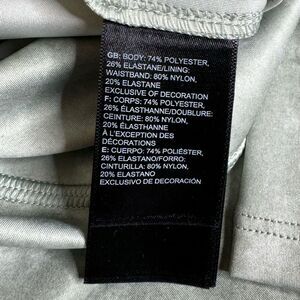 GB: BODY: 74% POLYESTER,
26% ELASTANE/LINING:
WAISTBAND: 80% NYLON,
20% ELASTANE
EXCLUSIVE OF DECORATION
F: CORPS: 74% POLYESTER,
26% ÉLASTHANNE/DOUBLURE:
CEINTURE: 80% NYLON,
20% ÉLASTHANNE
À L'EXCEPTION DES
DÉCORATIONS
E: CUERPO: 74% POLIÉSTER,
26% ELASTANO/FORRO:
CINTURILLA: 80% NYLON,
20% ELASTANO
EXCLUSIVO DE DECORACIÓN